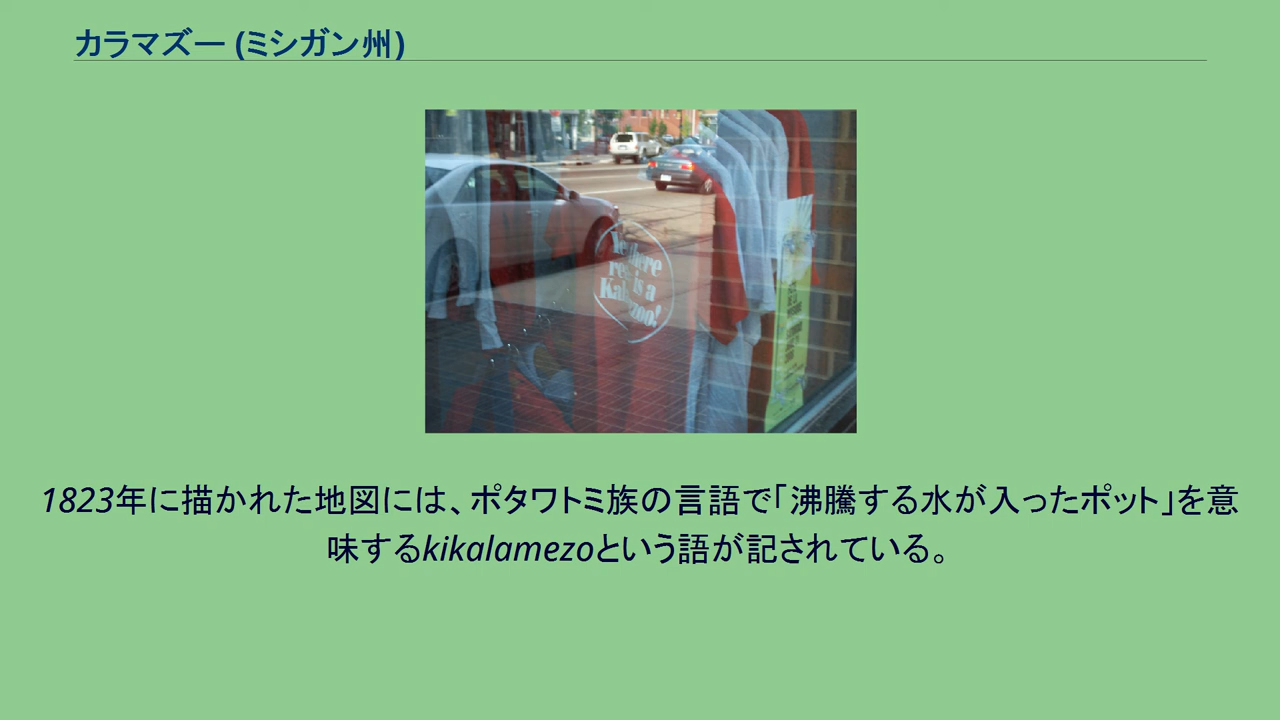 カラマズー (ミシガン州)
Ye
there
is a
1823年に描かれた地図には、ポタワトミ族の言語で「沸騰する水が入ったポット」を意
味するkikalamezoという語が記されている。